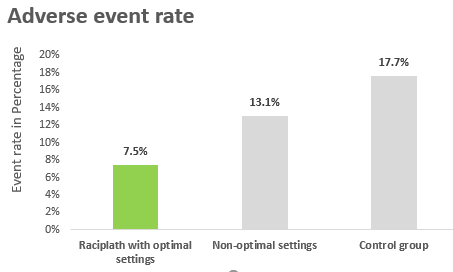 Adverse event rate
Event rate in Percentage
20%
18%
16%
14%
12%
10%
8%
6%
4%
2%
0%
7.5%
13.1%
17.7%
Raciplath with optimal
settings
Non-optimal settings
Control group